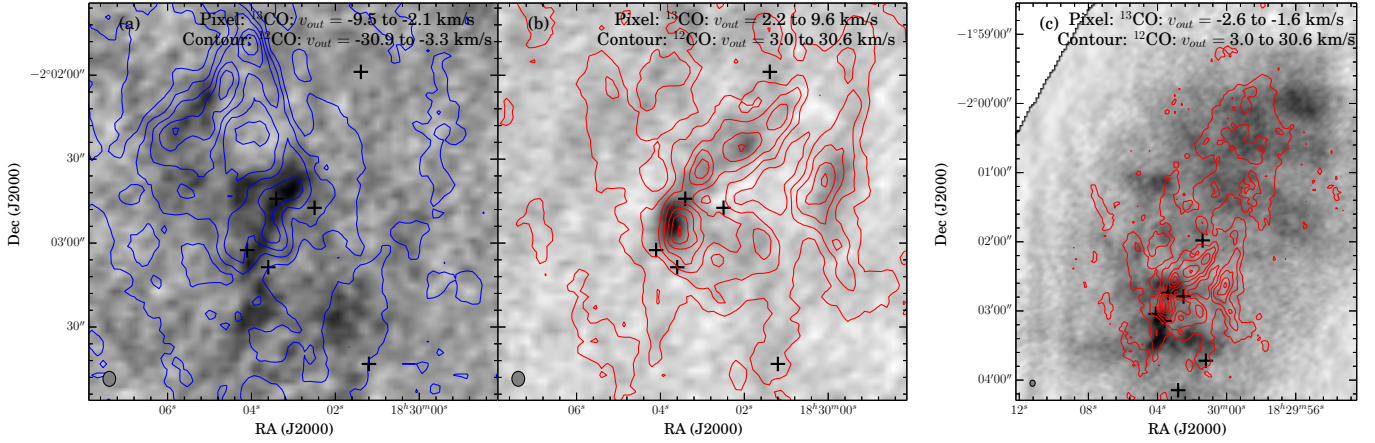 (a) Pixel: ¹³CO: v_out = -9.5 to -2.1 km/s
Contour: ¹²CO: v_out = -30.9 to -3.3 km/s
−2°02′00″
30″
03′00″
30″
06ˢ 04ˢ 02ˢ 18ʰ30ᵐ00ˢ
RA (J2000)
Dec (J2000)
(b) Pixel: ¹³CO: v_out = 2.2 to 9.6 km/s
Contour: ¹²CO: v_out = 3.0 to 30.6 km/s
06ˢ 04ˢ 02ˢ 18ʰ30ᵐ00ˢ
RA (J2000)
(c) Pixel: ¹³CO: v_out = -2.6 to -1.6 km/s
Contour: ¹²CO: v_out = 3.0 to 30.6 km/s
−1°59′00″
−2°00′00″
01′00″
02′00″
03′00″
04′00″
12ˢ 08ˢ 04ˢ 30ᵐ00ˢ 18ʰ29ᵐ56ˢ
RA (J2000)
Dec (J2000)